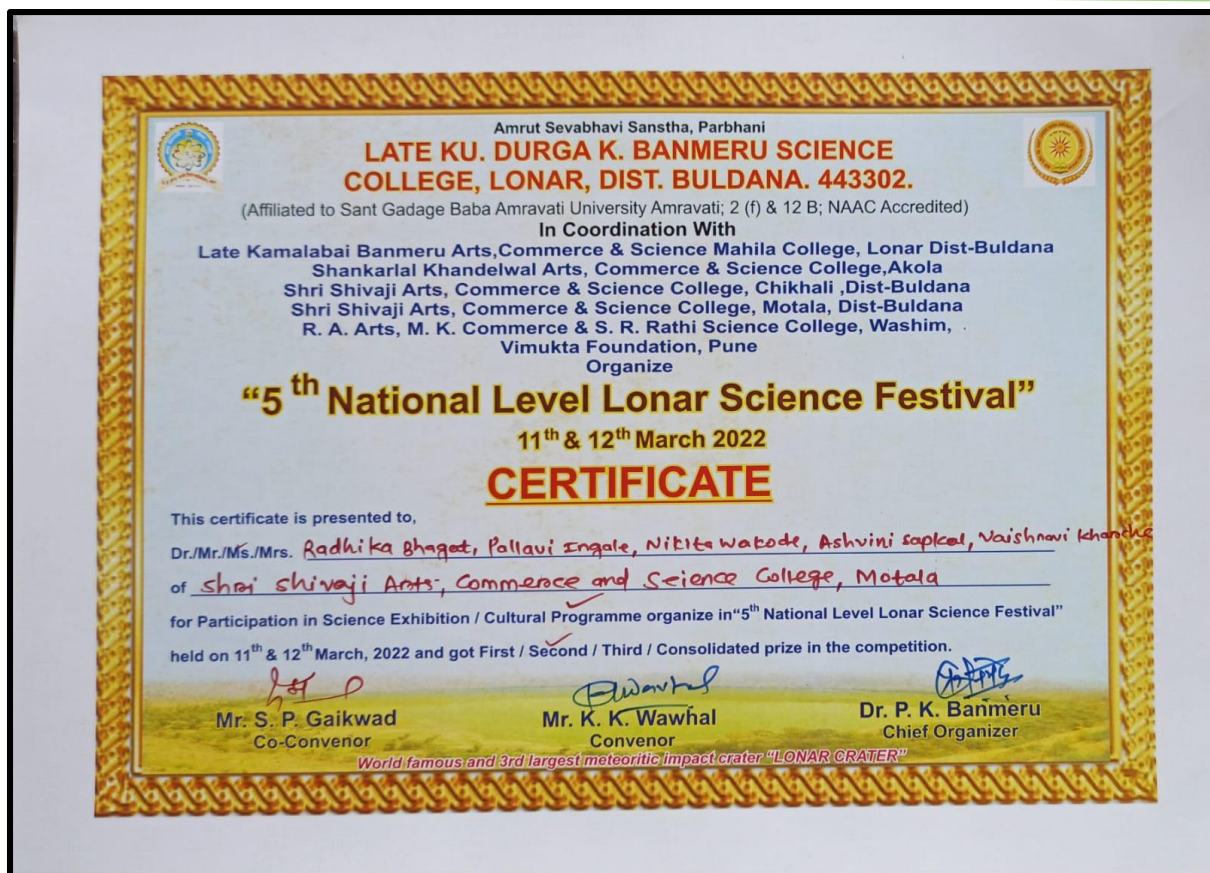 Amrut Sevabhavi Sanstha, Parbhani
LATE KU. DURGA K. BANMERU SCIENCE
COLLEGE, LONAR, DIST. BULDANA. 443302.
(Affiliated to Sant Gadage Baba Amravati University Amravati; 2 (f) & 12 B; NAAC Accredited)
In Coordination With
Late Kamalabai Banmeru Arts,Commerce & Science Mahila College, Lonar Dist-Buldana
Shankarlal Khandelwal Arts, Commerce & Science College,Akola
Shri Shivaji Arts, Commerce & Science College, Chikhali ,Dist-Buldana
Shri Shivaji Arts, Commerce & Science College, Motala, Dist-Buldana
R. A. Arts, M. K. Commerce & S. R. Rathi Science College, Washim,
Vimukta Foundation, Pune
Organize
“5 th National Level Lonar Science Festival”
11th & 12th March 2022
CERTIFICATE
This certificate is presented to,
Dr./Mr./Ms./Mrs. Radhika Bhagat, Pallavi Ingale, Nikita Wakode, Ashvini Sapkal, Vaishnavi Kharche
of Shri Shivaji Arts, Commerce and Science College, Motala
for Participation in Science Exhibition / Cultural Programme organize in“5th National Level Lonar Science Festival”
held on 11th & 12th March, 2022 and got First / Second / Third / Consolidated prize in the competition.
Mr. S. P. Gaikwad
Co-Convenor
Mr. K. K. Wawhal
Convenor
Dr. P. K. Banmeru
Chief Organizer
World famous and 3rd largest meteoritic impact crater “LONAR CRATER”